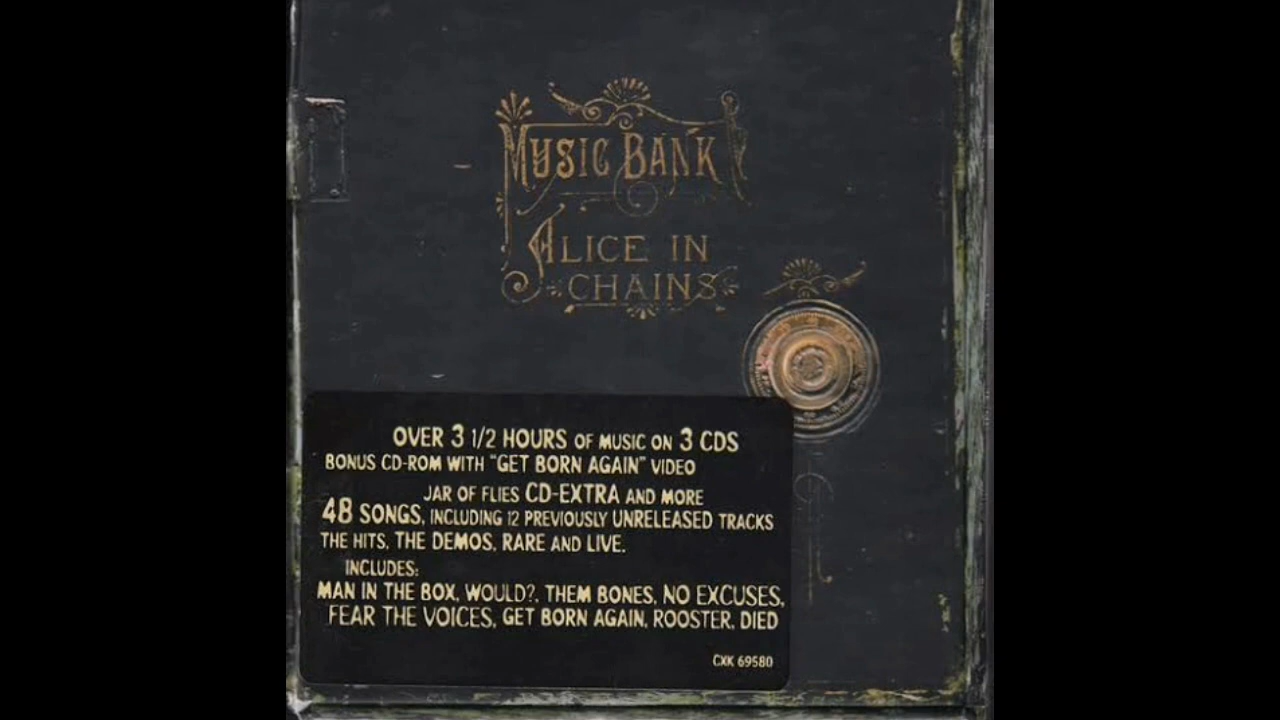 MUSIC BANK
ALICE IN
CHAINS
OVER 3 1/2 HOURS OF MUSIC ON 3 CDS
BONUS CD-ROM WITH "GET BORN AGAIN" VIDEO
JAR OF FLIES CD-EXTRA AND MORE
48 SONGS, INCLUDING 12 PREVIOUSLY UNRELEASED TRACKS
THE HITS, THE DEMOS, RARE AND LIVE.
INCLUDES:
MAN IN THE BOX, WOULD?, THEM BONES, NO EXCUSES,
FEAR THE VOICES, GET BORN AGAIN, ROOSTER, DIED
CXK 69580